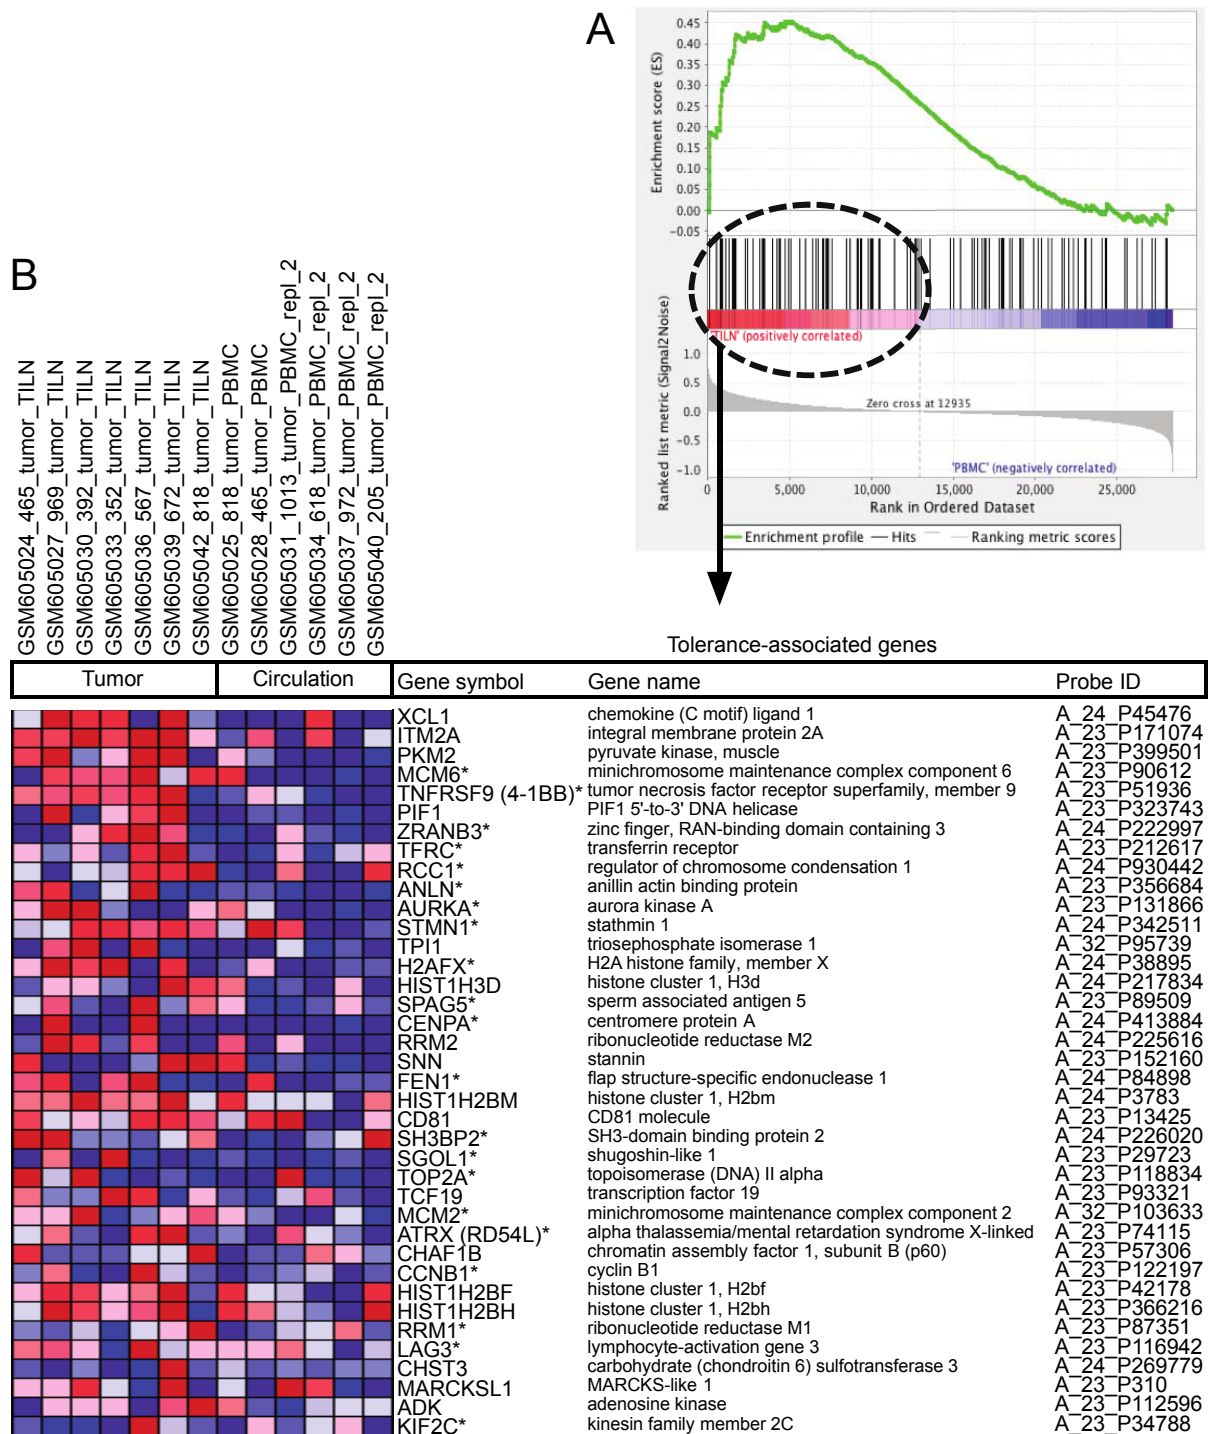 A
Enrichment score (ES)
0.45
0.40
0.35
0.30
0.25
0.20
0.15
0.10
0.05
0.00
-0.05
'TILN' (positively correlated)
Ranked list metric (Signal2Noise)
1.0
0.5
0.0
-0.5
-1.0
Zero cross at 12935
'PBMC' (negatively correlated)
0 5,000 10,000 15,000 20,000 25,000
Rank in Ordered Dataset
Enrichment profile Hits Ranking metric scores
B
GSM605024_465_tumor_TILN
GSM605027_969_tumor_TILN
GSM605030_392_tumor_TILN
GSM605033_352_tumor_TILN
GSM605036_567_tumor_TILN
GSM605039_672_tumor_TILN
GSM605042_818_tumor_TILN
GSM605025_818_tumor_PBMC
GSM605028_465_tumor_PBMC
GSM605031_1013_tumor_PBMC_repl_2
GSM605034_618_tumor_PBMC_repl_2
GSM605037_972_tumor_PBMC_repl_2
GSM605040_205_tumor_PBMC_repl_2
Tolerance-associated genes
Tumor Circulation Gene symbol Gene name Probe ID
XCL1 chemokine (C motif) ligand 1 A_24_P45476
ITM2A integral membrane protein 2A A_23_P171074
PKM2 pyruvate kinase, muscle A_23_P399501
MCM6* minichromosome maintenance complex component 6 A_23_P90612
TNFRSF9 (4-1BB)* tumor necrosis factor receptor superfamily, member 9 A_23_P51936
PIF1 PIF1 5'-to-3' DNA helicase A_23_P323743
ZRANB3* zinc finger, RAN-binding domain containing 3 A_24_P222997
TFRC* transferrin receptor A_23_P212617
RCC1* regulator of chromosome condensation 1 A_24_P930442
ANLN* anillin actin binding protein A_23_P356684
AURKA* aurora kinase A A_23_P131866
STMN1* stathmin 1 A_24_P342511
TPI1 triosephosphate isomerase 1 A_32_P95739
H2AFX* H2A histone family, member X A_24_P38895
HIST1H3D histone cluster 1, H3d A_24_P217834
SPAG5* sperm associated antigen 5 A_23_P89509
CENPA* centromere protein A A_24_P413884
RRM2 ribonucleotide reductase M2 A_24_P225616
SNN stannin A_23_P152160
FEN1* flap structure-specific endonuclease 1 A_24_P84898
HIST1H2BM histone cluster 1, H2bm A_24_P3783
CD81 CD81 molecule A_23_P13425
SH3BP2* SH3-domain binding protein 2 A_24_P226020
SGOL1* shugoshin-like 1 A_23_P29723
TOP2A* topoisomerase (DNA) II alpha A_23_P118834
TCF19 transcription factor 19 A_23_P93321
MCM2* minichromosome maintenance complex component 2 A_32_P103633
ATRX (RD54L)* alpha thalassemia/mental retardation syndrome X-linked A_23_P74115
CHAF1B chromatin assembly factor 1, subunit B (p60) A_23_P57306
CCNB1* cyclin B1 A_23_P122197
HIST1H2BF histone cluster 1, H2bf A_23_P42178
HIST1H2BH histone cluster 1, H2bh A_23_P366216
RRM1* ribonucleotide reductase M1 A_23_P87351
LAG3* lymphocyte-activation gene 3 A_23_P116942
CHST3 carbohydrate (chondroitin 6) sulfotransferase 3 A_24_P269779
MARCKSL1 MARCKS-like 1 A_23_P310
ADK adenosine kinase A_23_P112596
KIF2C* kinesin family member 2C A_23_P34788